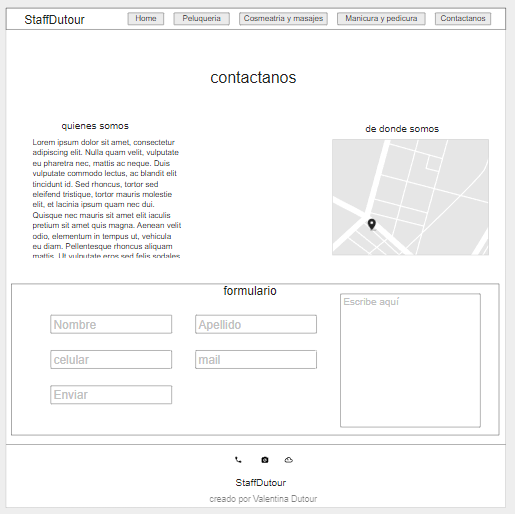 StaffDutour
Home
Peluqueria
Cosmeatria y masajes
Manicura y pedicura
Contactanos
contactanos
quienes somos
Lorem ipsum dolor sit amet, consectetur
adipiscing elit. Nulla quam velit, vulputate
eu pharetra nec, mattis ac neque. Duis
vulputate commodo lectus, ac blandit elit
tincidunt id. Sed rhoncus, tortor sed
eleifend tristique, tortor mauris molestie
elit, et lacinia ipsum quam nec dui.
Quisque nec mauris sit amet elit iaculis
pretium sit amet quis magna. Aenean velit
odio, elementum in tempus ut, vehicula
eu diam. Pellentesque rhoncus aliquam
mattis. Ut vulputate eros sed felis sodales
de donde somos
formulario
Nombre
Apellido
Escribe aquí
celular
mail
Enviar
StaffDutour
creado por Valentina Dutour